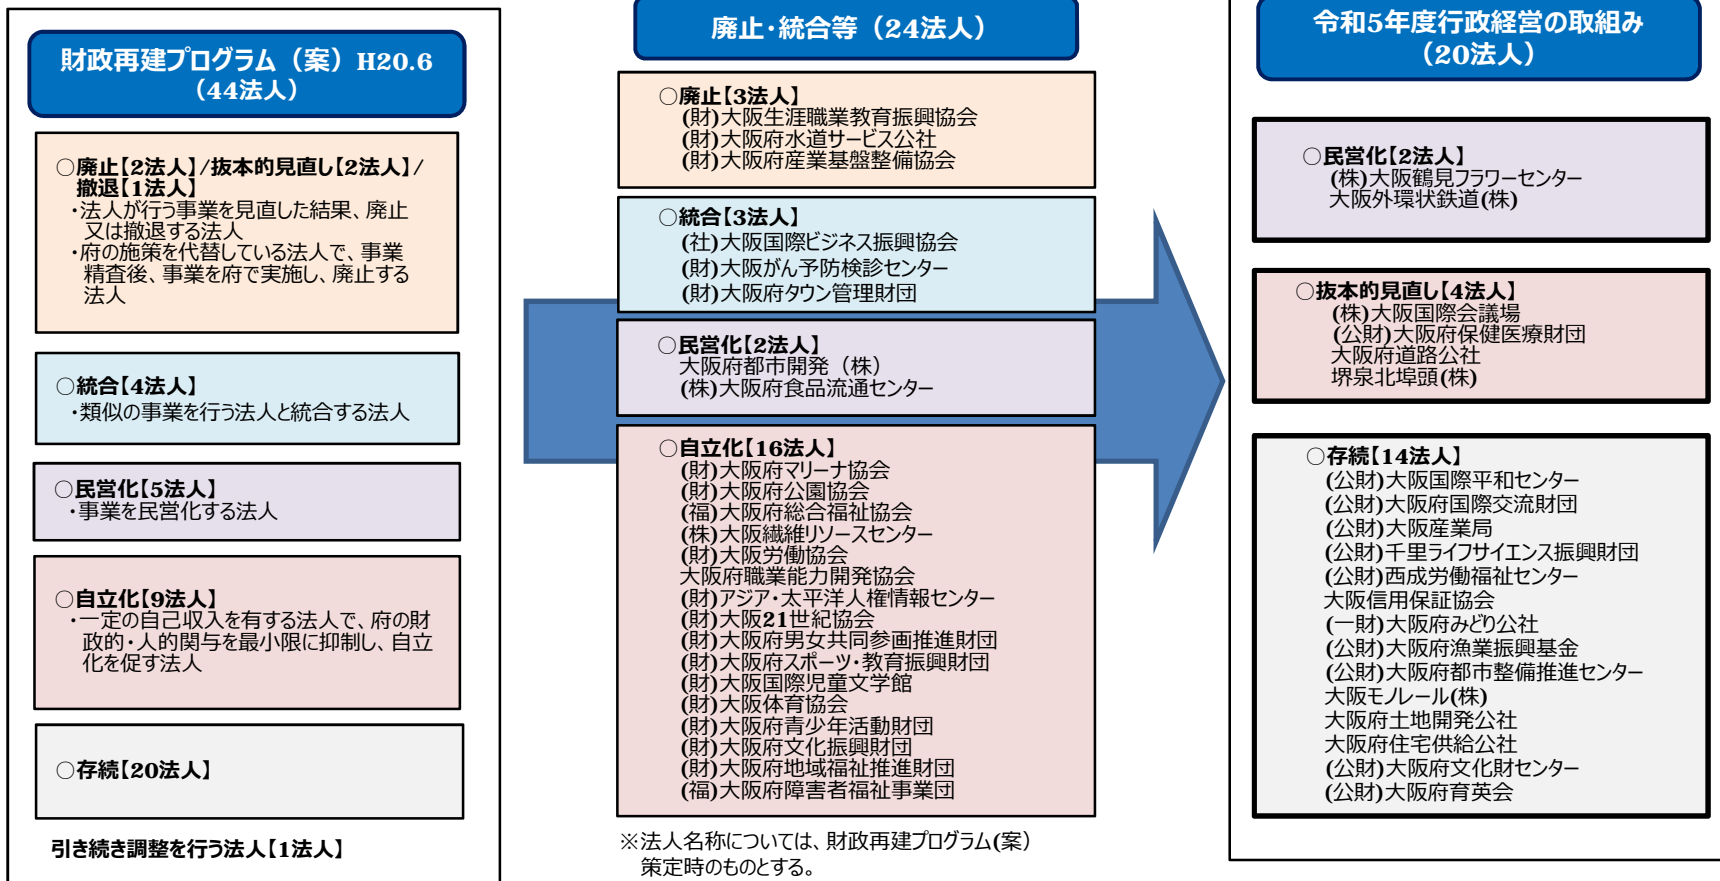 財政再建プログラム（案）H20.6
（44法人）
○廃止【2法人】/抜本的見直し【2法人】/
撤退【1法人】
・法人が行う事業を見直した結果、廃止
又は撤退する法人
・府の施策を代替している法人で、事業
精査後、事業を府で実施し、廃止する
法人
○統合【4法人】
・類似の事業を行う法人と統合する法人
○民営化【5法人】
・事業を民営化する法人
○自立化【9法人】
・一定の自己収入を有する法人で、府の財
政的・人的関与を最小限に抑制し、自立
化を促す法人
○存続【20法人】
引き続き調整を行う法人【1法人】
廃止・統合等（24法人）
○廃止【3法人】
(財)大阪生涯職業教育振興協会
(財)大阪府水道サービス公社
(財)大阪府産業基盤整備協会
○統合【3法人】
(社)大阪国際ビジネス振興協会
(財)大阪がん予防検診センター
(財)大阪府タウン管理財団
○民営化【2法人】
大阪府都市開発（株）
(株)大阪府食品流通センター
○自立化【16法人】
(財)大阪府マリーナ協会
(財)大阪府公園協会
(福)大阪府総合福祉協会
(株)大阪繊維リソースセンター
(財)大阪労働協会
大阪府職業能力開発協会
(財)アジア・太平洋人権情報センター
(財)大阪21世紀協会
(財)大阪府男女共同参画推進財団
(財)大阪府スポーツ・教育振興財団
(財)大阪国際児童文学館
(財)大阪体育協会
(財)大阪府青少年活動財団
(財)大阪府文化振興財団
(財)大阪府地域福祉推進財団
(福)大阪府障害者福祉事業団
※法人名称については、財政再建プログラム(案)
策定時のものとする。
令和5年度行政経営の取組み
（20法人）
○民営化【2法人】
(株)大阪鶴見フラワーセンター
大阪外環状鉄道(株)
○抜本的見直し【4法人】
(株)大阪国際会議場
(公財)大阪府保健医療財団
大阪府道路公社
堺泉北埠頭(株)
○存続【14法人】
(公財)大阪国際平和センター
(公財)大阪府国際交流財団
(公財)大阪産業局
(公財)千里ライフサイエンス振興財団
(公財)西成労働福祉センター
大阪信用保証協会
(一財)大阪府みどり公社
(公財)大阪府漁業振興基金
(公財)大阪府都市整備推進センター
大阪モノレール(株)
大阪府土地開発公社
大阪府住宅供給公社
(公財)大阪府文化財センター
(公財)大阪府育英会